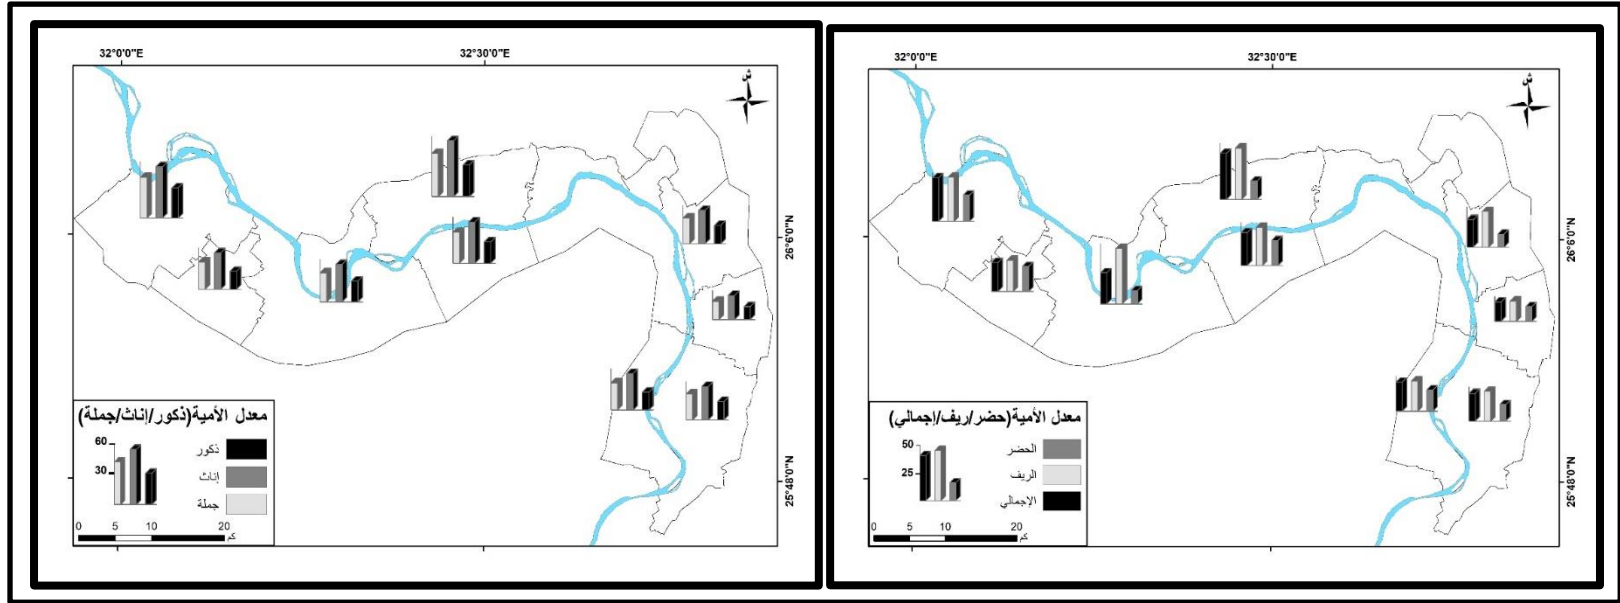 32°0'0"E
32°30'0"E
ش
26°6'0"N
25°48'0"N
معدل الأمية(ذكور/إناث/جملة)
60
30
ذكور
إناث
جملة
0 5 10 20
كم
32°0'0"E
32°30'0"E
ش
26°6'0"N
25°48'0"N
معدل الأمية(حضر/ريف/إجمالي)
50
25
الحضر
الريف
الإجمالي
0 5 10 20
كم